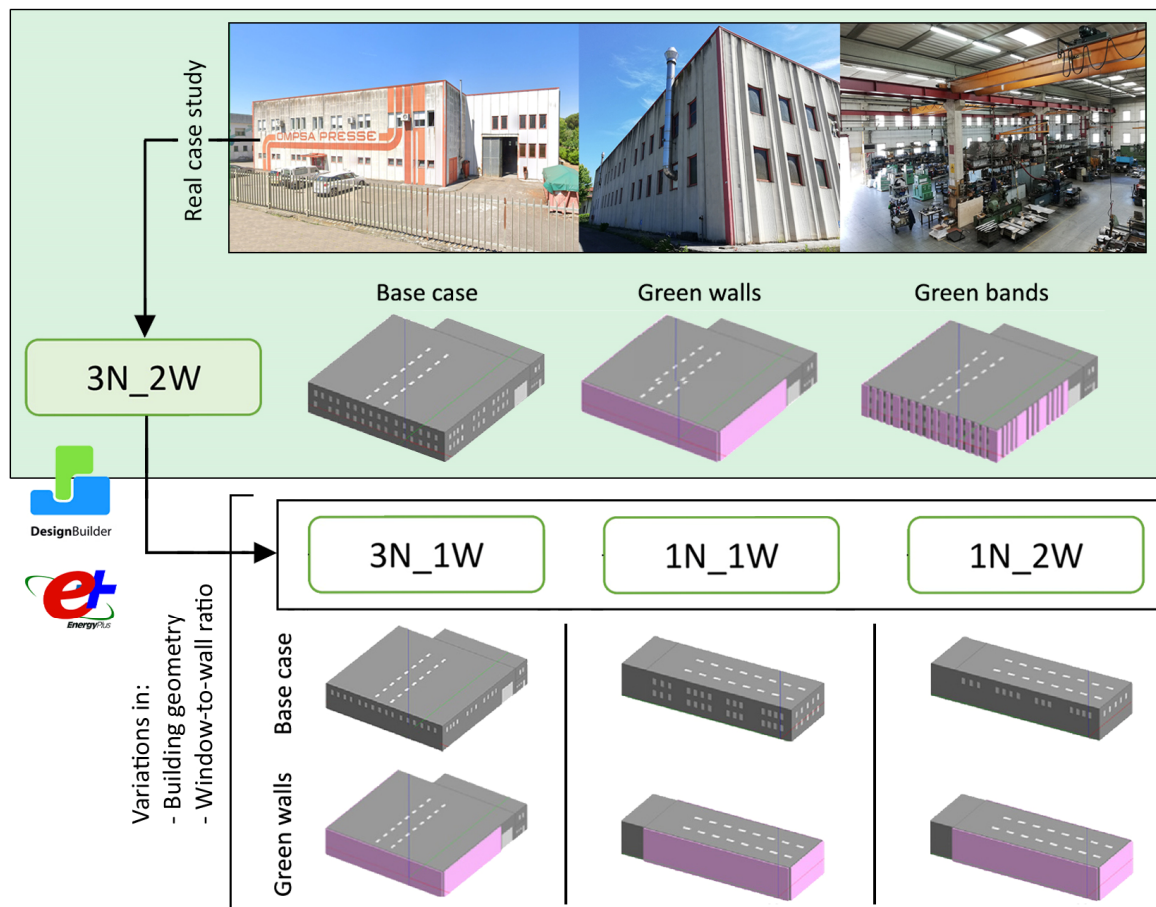 Real case study
OMPSA PRESSE
Base case
Green walls
Green bands
3N_2W
DesignBuilder
e+
EnergyPlus
3N_1W
1N_1W
1N_2W
Variations in:
- Building geometry
- Window-to-wall ratio
Base case
Green walls